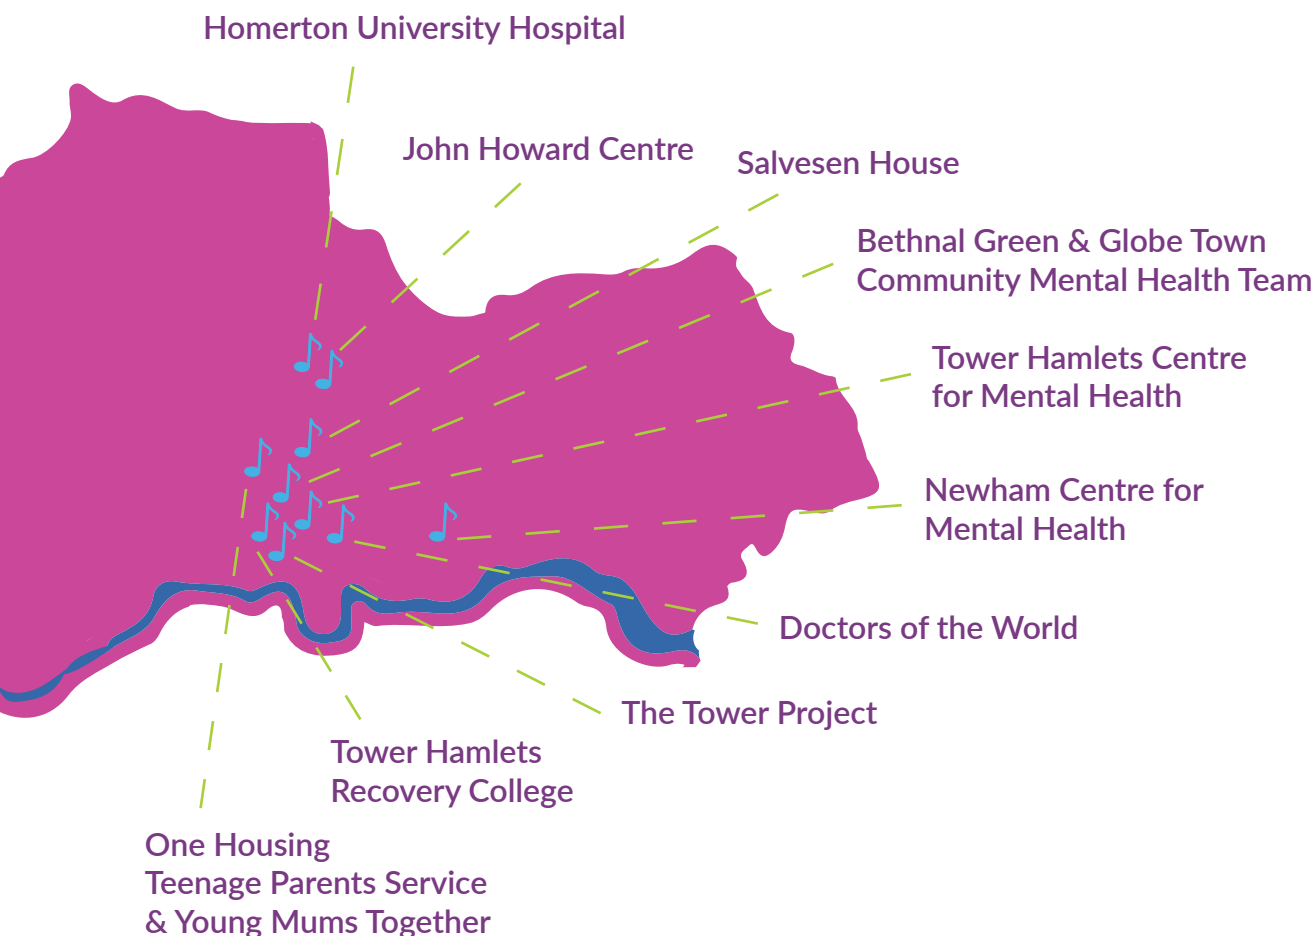 Homerton University Hospital
John Howard Centre
Salvesen House
Bethnal Green & Globe Town
Community Mental Health Team
Tower Hamlets Centre
for Mental Health
Newham Centre for
Mental Health
Doctors of the World
The Tower Project
Tower Hamlets
Recovery College
One Housing
Teenage Parents Service
& Young Mums Together